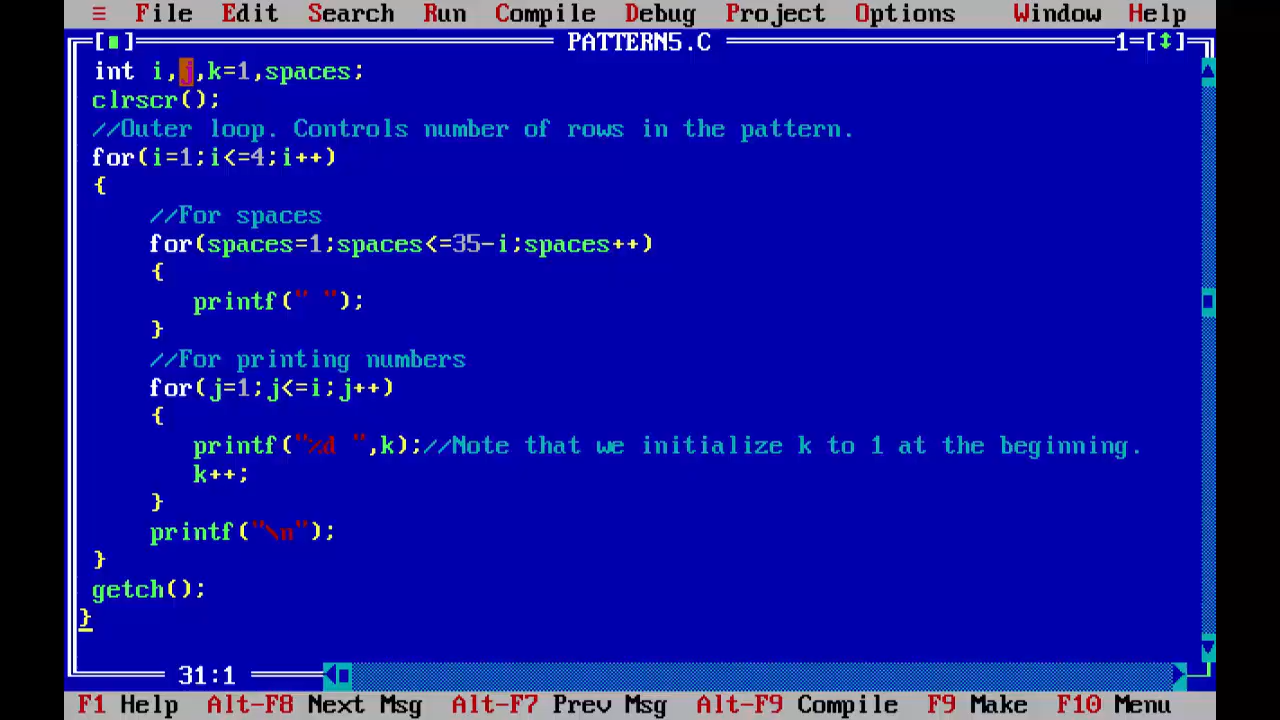 ≡ File Edit Search Run Compile Debug Project Options Window Help
[■] PATTERN5.C 1=[↕]
int i,j,k=1,spaces;
clrscr();
//Outer loop. Controls number of rows in the pattern.
for(i=1;i<=4;i++)
{
//For spaces
for(spaces=1;spaces<=35-i;spaces++)
{
printf(" ");
}
//For printing numbers
for(j=1;j<=i;j++)
{
printf("%d ",k);//Note that we initialize k to 1 at the beginning.
k++;
}
printf("\n");
}
getch();
}
31:1
F1 Help Alt-F8 Next Msg Alt-F7 Prev Msg Alt-F9 Compile F9 Make F10 Menu